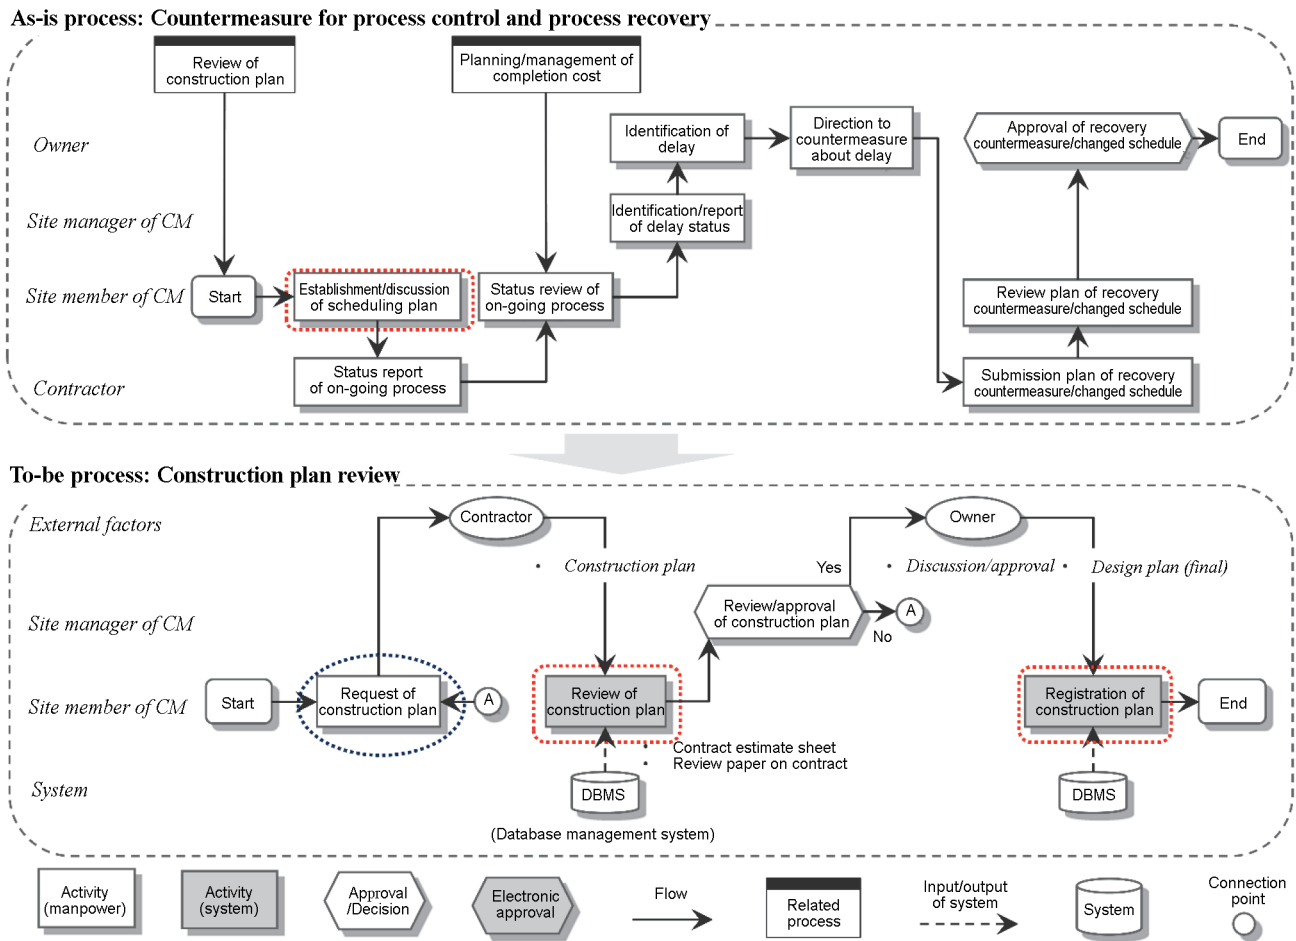 As-is process: Countermeasure for process control and process recovery
Review of
construction plan
Planning/management of
completion cost
Owner
Identification of
delay
Direction to
countermeasure
about delay
Approval of recovery
countermeasure/changed schedule
End
Site manager of CM
Identification/report
of delay status
Site member of CM
Start
Establishment/discussion
of scheduling plan
Status review of
on-going process
Review plan of recovery
countermeasure/changed schedule
Contractor
Status report
of on-going process
Submission plan of recovery
countermeasure/changed schedule
To-be process: Construction plan review
External factors
Contractor
Owner
• Construction plan
Yes
• Discussion/approval
• Design plan (final)
Site manager of CM
Review/approval
of construction plan
No
A
Site member of CM
Start
Request of
construction plan
A
Review of
construction plan
Registration of
construction plan
End
• Contract estimate sheet
• Review paper on contract
System
DBMS
DBMS
(Database management system)
Activity
(manpower)
Activity
(system)
Approval
/Decision)
Electronic
approval
Flow
Related
process
Input/output
of system
System
Connection
point